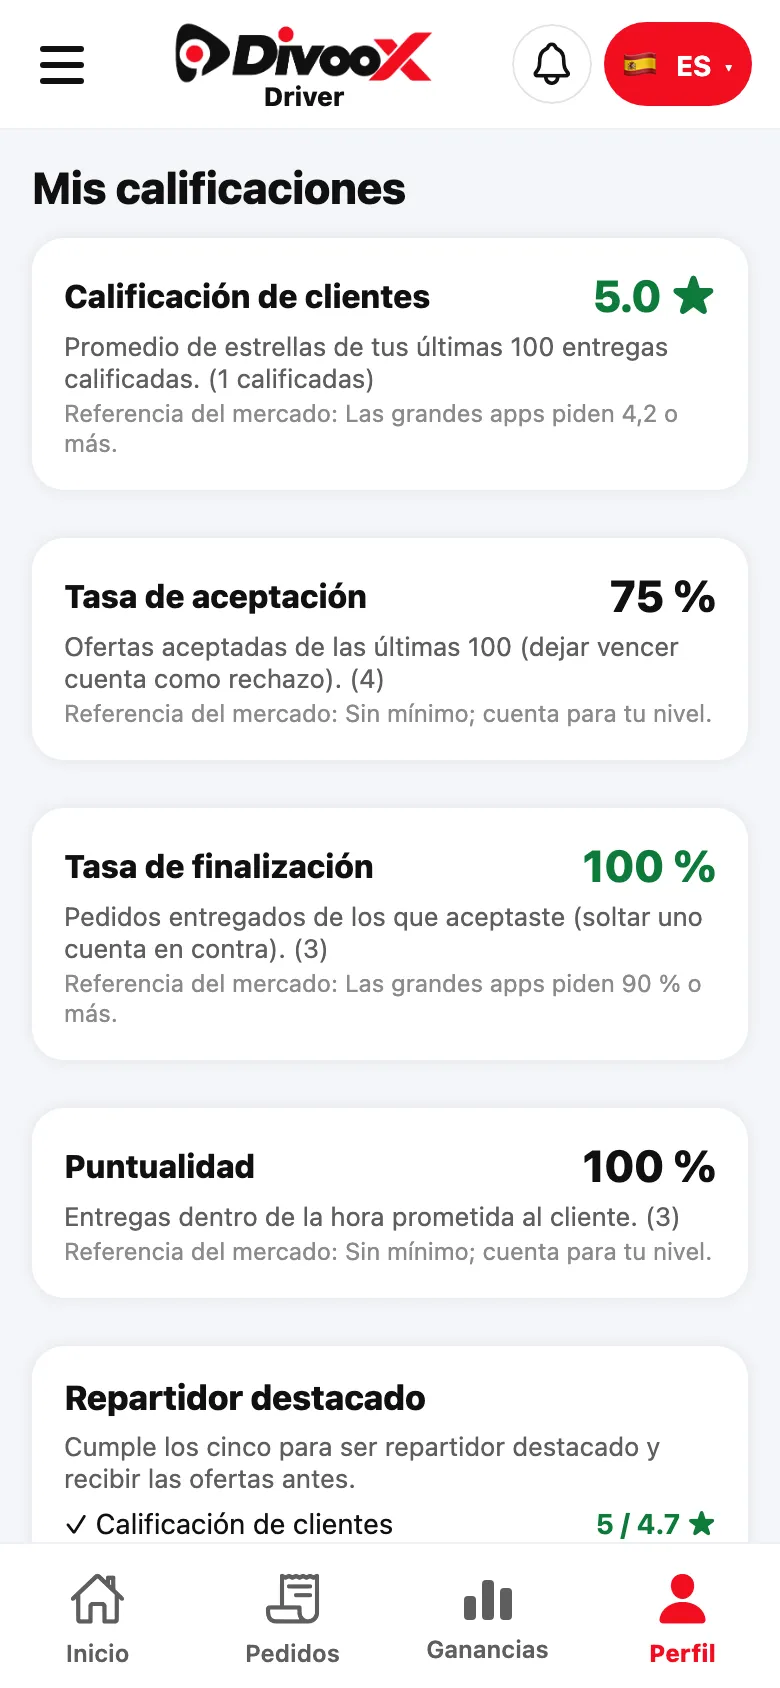 DivooX
Driver
ES
Mis calificaciones
Calificación de clientes
5.0 ★
Promedio de estrellas de tus últimas 100 entregas
calificadas. (1 calificadas)
Referencia del mercado: Las grandes apps piden 4,2 o
más.
Tasa de aceptación
75 %
Ofertas aceptadas de las últimas 100 (dejar vencer
cuenta como rechazo). (4)
Referencia del mercado: Sin mínimo; cuenta para tu nivel.
Tasa de finalización
100 %
Pedidos entregados de los que aceptaste (soltar uno
cuenta en contra). (3)
Referencia del mercado: Las grandes apps piden 90 % o
más.
Puntualidad
100 %
Entregas dentro de la hora prometida al cliente. (3)
Referencia del mercado: Sin mínimo; cuenta para tu nivel.
Repartidor destacado
Cumple los cinco para ser repartidor destacado y
recibir las ofertas antes.
✓ Calificación de clientes
5 / 4.7 ★
Inicio
Pedidos
Ganancias
Perfil